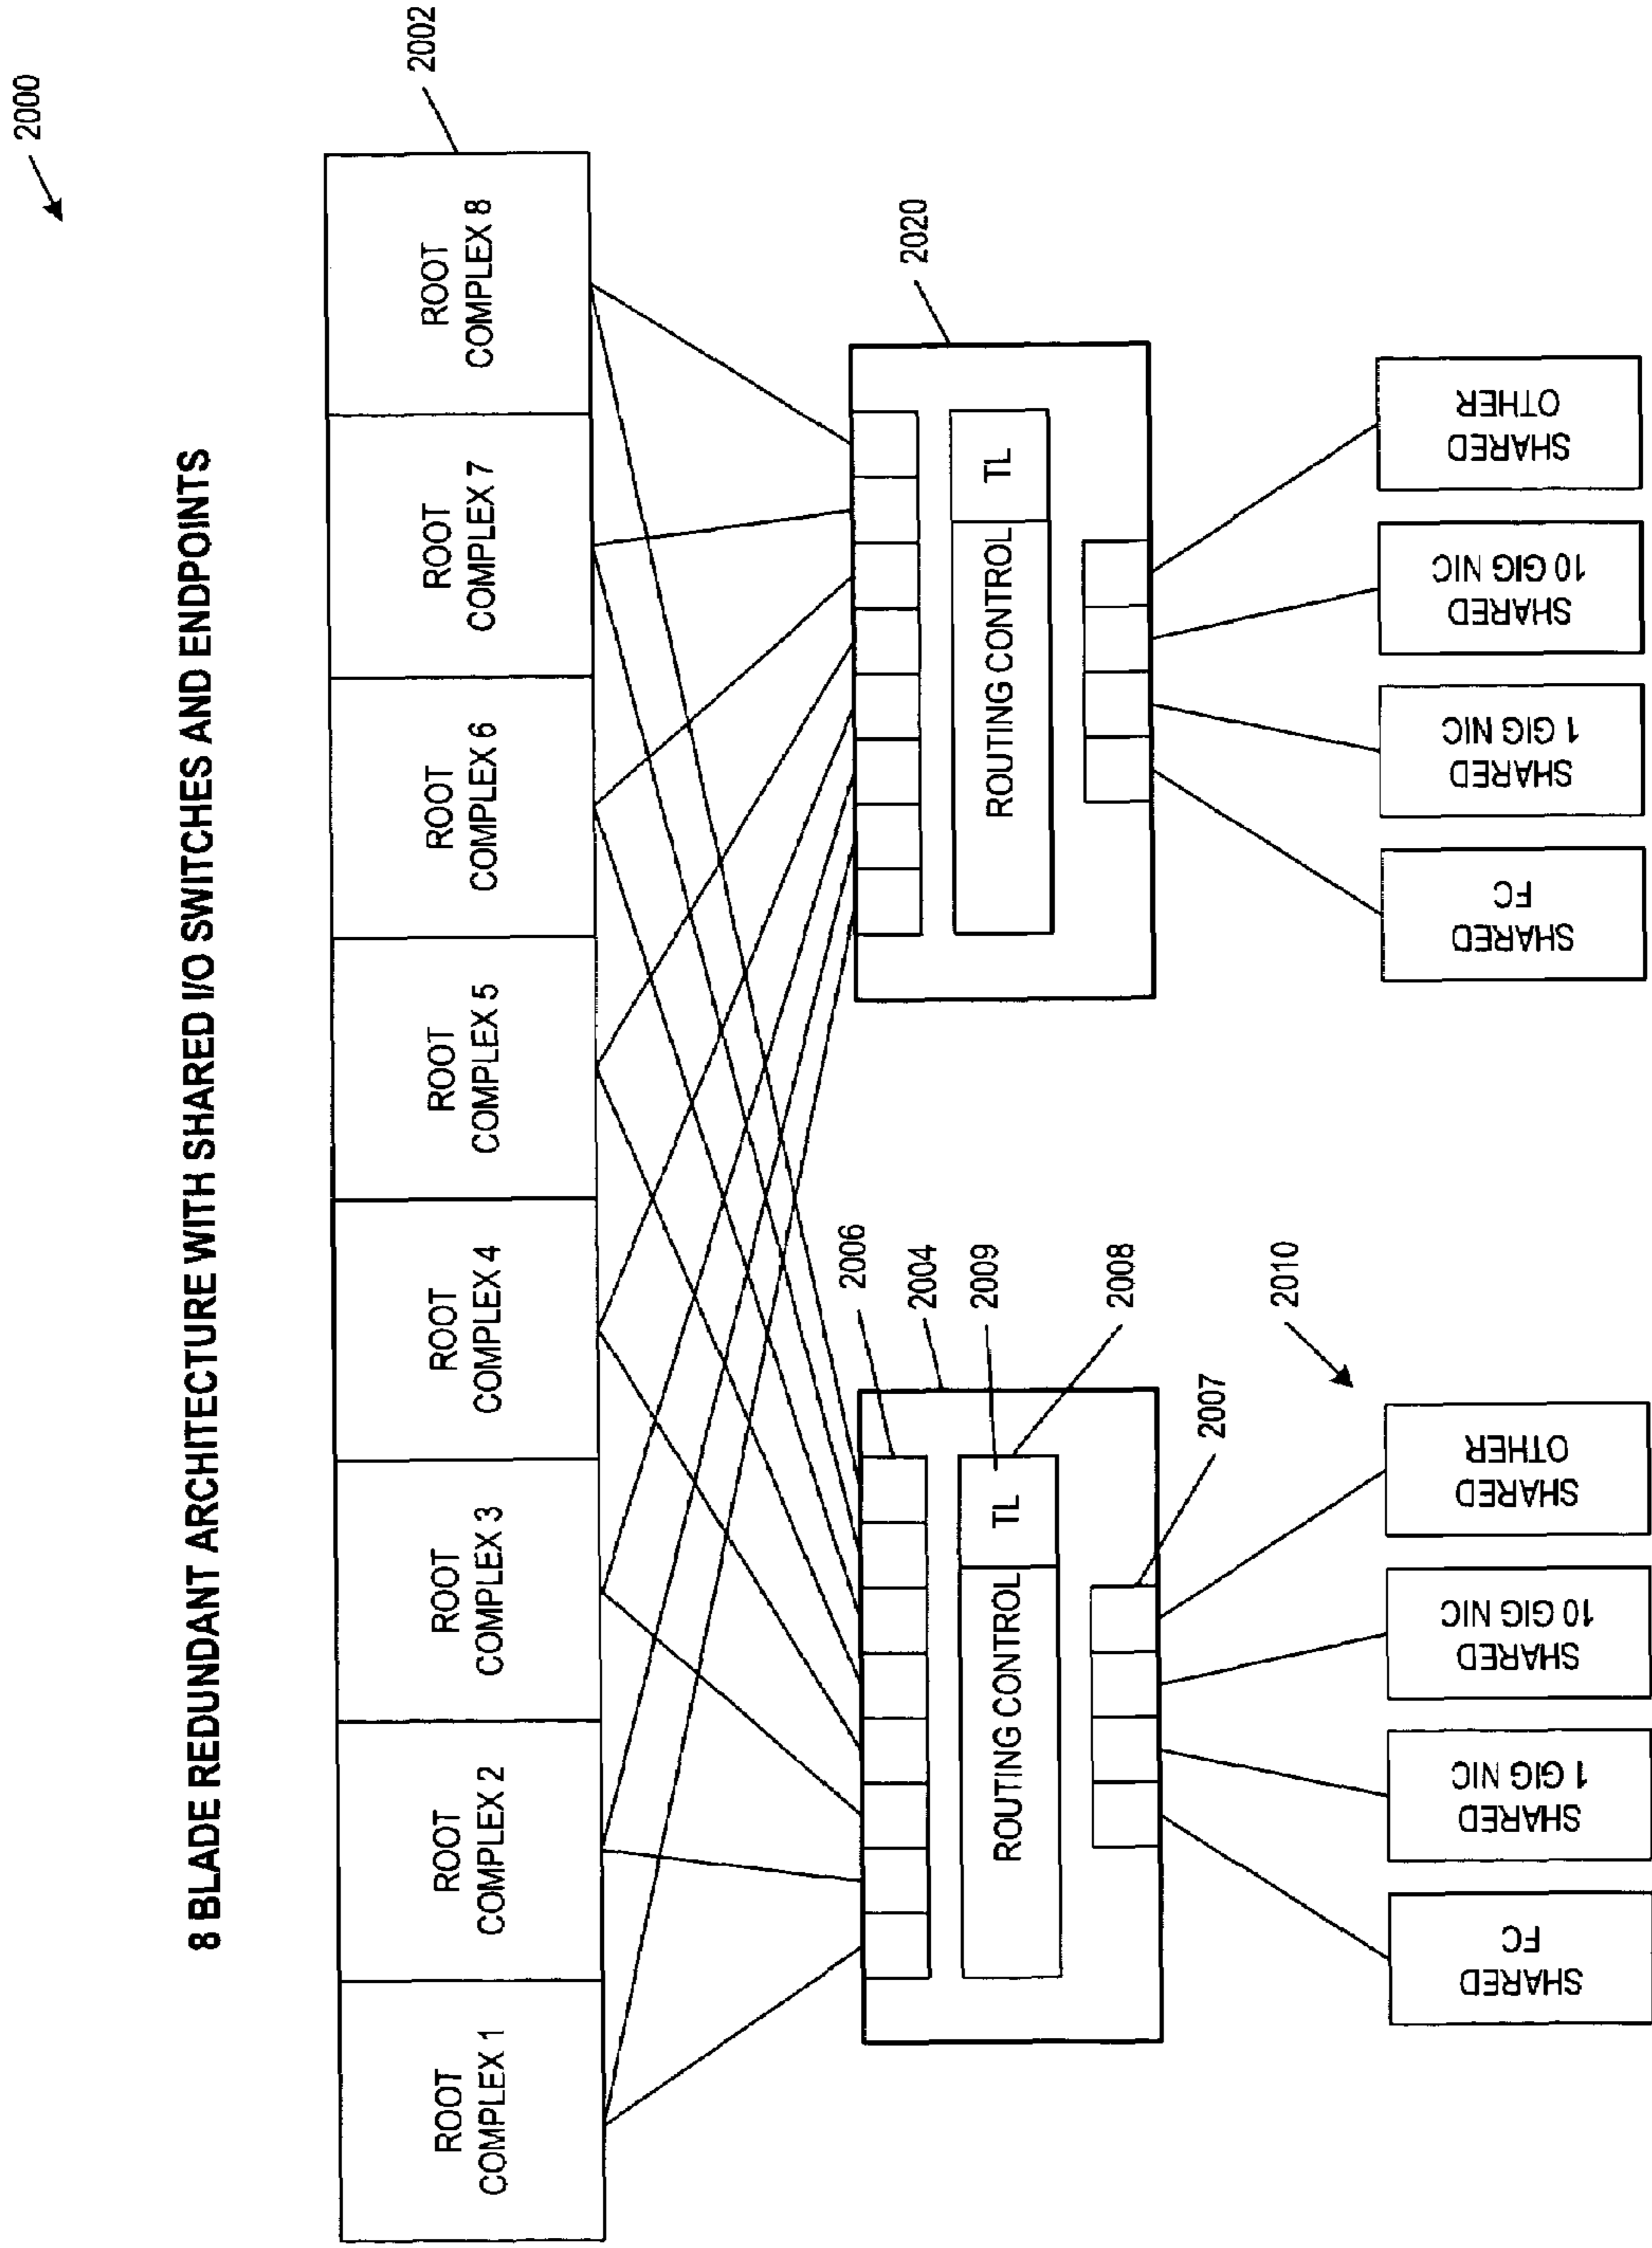 2000
8 BLADE REDUNDANT ARCHITECTURE WITH SHARED I/O SWITCHES AND ENDPOINTS
2002
ROOT
COMPLEX 1
ROOT
COMPLEX 2
ROOT
COMPLEX 3
ROOT
COMPLEX 4
ROOT
COMPLEX 5
ROOT
COMPLEX 6
ROOT
COMPLEX 7
ROOT
COMPLEX 8
2006
2004
2009
2008
2010
2007
2020
ROUTING CONTROL
TL
ROUTING CONTROL
TL
SHARED
FC
SHARED
1 GIG NIC
SHARED
10 GIG NIC
SHARED
OTHER
SHARED
FC
SHARED
1 GIG NIC
SHARED
10 GIG NIC
SHARED
OTHER